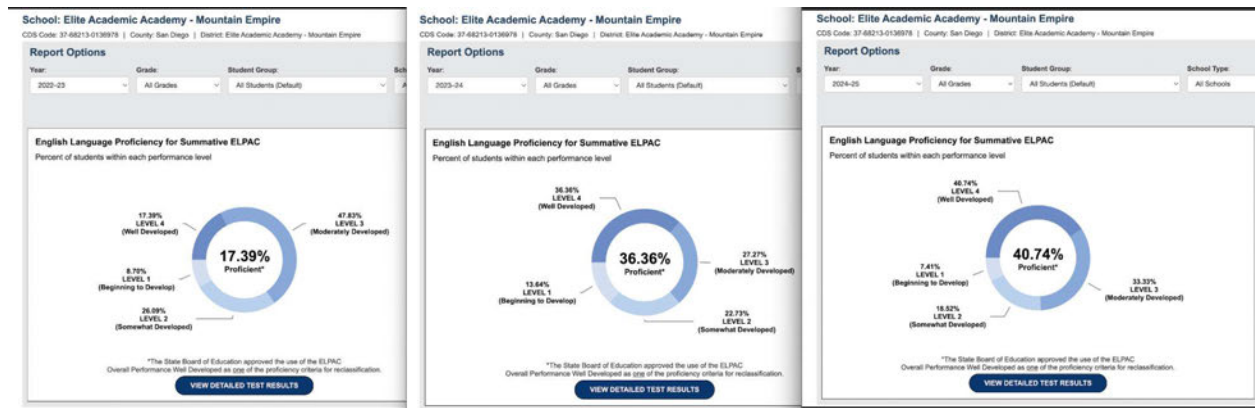 School: Elite Academic Academy - Mountain Empire
CDS Code: 37-68213-0136978 | County: San Diego | District: Elite Academic Academy - Mountain Empire
Report Options
Year:
Grade:
Student Group:
2022–23
All Grades
All Students (Default)
English Language Proficiency for Summative ELPAC
Percent of students within each performance level
17.39%
LEVEL 4
(Well Developed)
47.83%
LEVEL 3
(Moderately Developed)
17.39%
Proficient*
8.70%
LEVEL 1
(Beginning to Develop)
26.09%
LEVEL 2
(Somewhat Developed)
*The State Board of Education approved the use of the ELPAC
Overall Performance Well Developed as one of the proficiency criteria for reclassification.
VIEW DETAILED TEST RESULTS
School: Elite Academic Academy - Mountain Empire
CDS Code: 37-68213-0136978 | County: San Diego | District: Elite Academic Academy - Mountain Empire
Report Options
Year:
Grade:
Student Group:
2023–24
All Grades
All Students (Default)
English Language Proficiency for Summative ELPAC
Percent of students within each performance level
36.36%
LEVEL 4
(Well Developed)
27.27%
LEVEL 3
(Moderately Developed)
36.36%
Proficient*
13.64%
LEVEL 1
(Beginning to Develop)
22.73%
LEVEL 2
(Somewhat Developed)
*The State Board of Education approved the use of the ELPAC
Overall Performance Well Developed as one of the proficiency criteria for reclassification.
VIEW DETAILED TEST RESULTS
School: Elite Academic Academy - Mountain Empire
CDS Code: 37-68213-0136978 | County: San Diego | District: Elite Academic Academy - Mountain Empire
Report Options
Year:
Grade:
Student Group:
School Type:
2024–25
All Grades
All Students (Default)
All Schools
English Language Proficiency for Summative ELPAC
Percent of students within each performance level
40.74%
LEVEL 4
(Well Developed)
40.74%
Proficient*
7.41%
LEVEL 1
(Beginning to Develop)
33.33%
LEVEL 3
(Moderately Developed)
18.52%
LEVEL 2
(Somewhat Developed)
*The State Board of Education approved the use of the ELPAC
Overall Performance Well Developed as one of the proficiency criteria for reclassification.
VIEW DETAILED TEST RESULTS